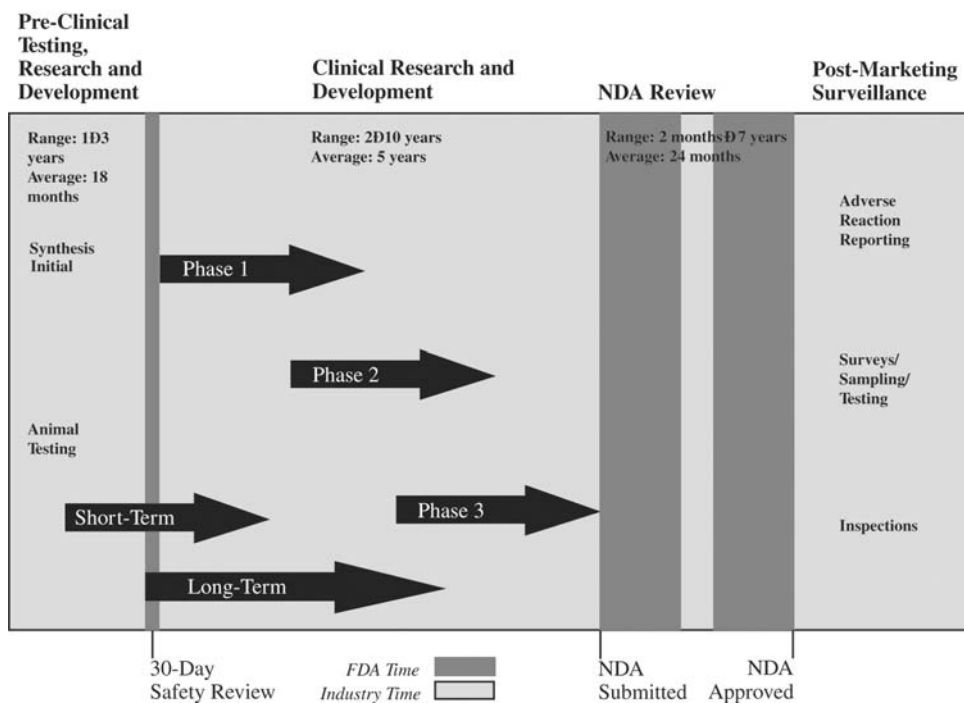 Pre-Clinical
Testing,
Research and
Development
Clinical Research and
Development
NDA Review
Post-Marketing
Surveillance
Range: 1Ð3
years
Average: 18
months
Range: 2Ð10 years
Average: 5 years
Range: 2 months Ð 7 years
Average: 24 months
Synthesis
Initial
Animal
Testing
Phase 1
Phase 2
Phase 3
Short-Term
Long-Term
Adverse
Reaction
Reporting
Surveys/
Sampling/
Testing
Inspections
30-Day
Safety Review
FDA Time
Industry Time
NDA
Submitted
NDA
Approved